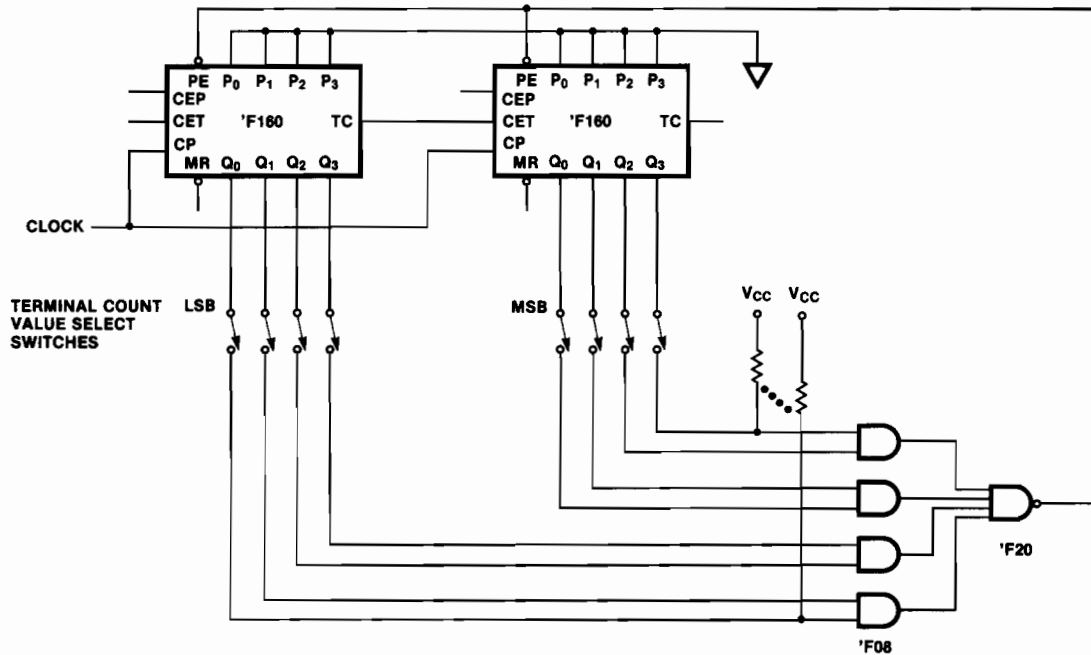 PE P0 P1 P2 P3
CEP
CET 'F160 TC
CP
MR Q0 Q1 Q2 Q3
PE P0 P1 P2 P3
CEP
CET 'F160 TC
CP
MR Q0 Q1 Q2 Q3
CLOCK
TERMINAL COUNT
VALUE SELECT
SWITCHES
LSB
MSB
VCC VCC
'F20
'F08